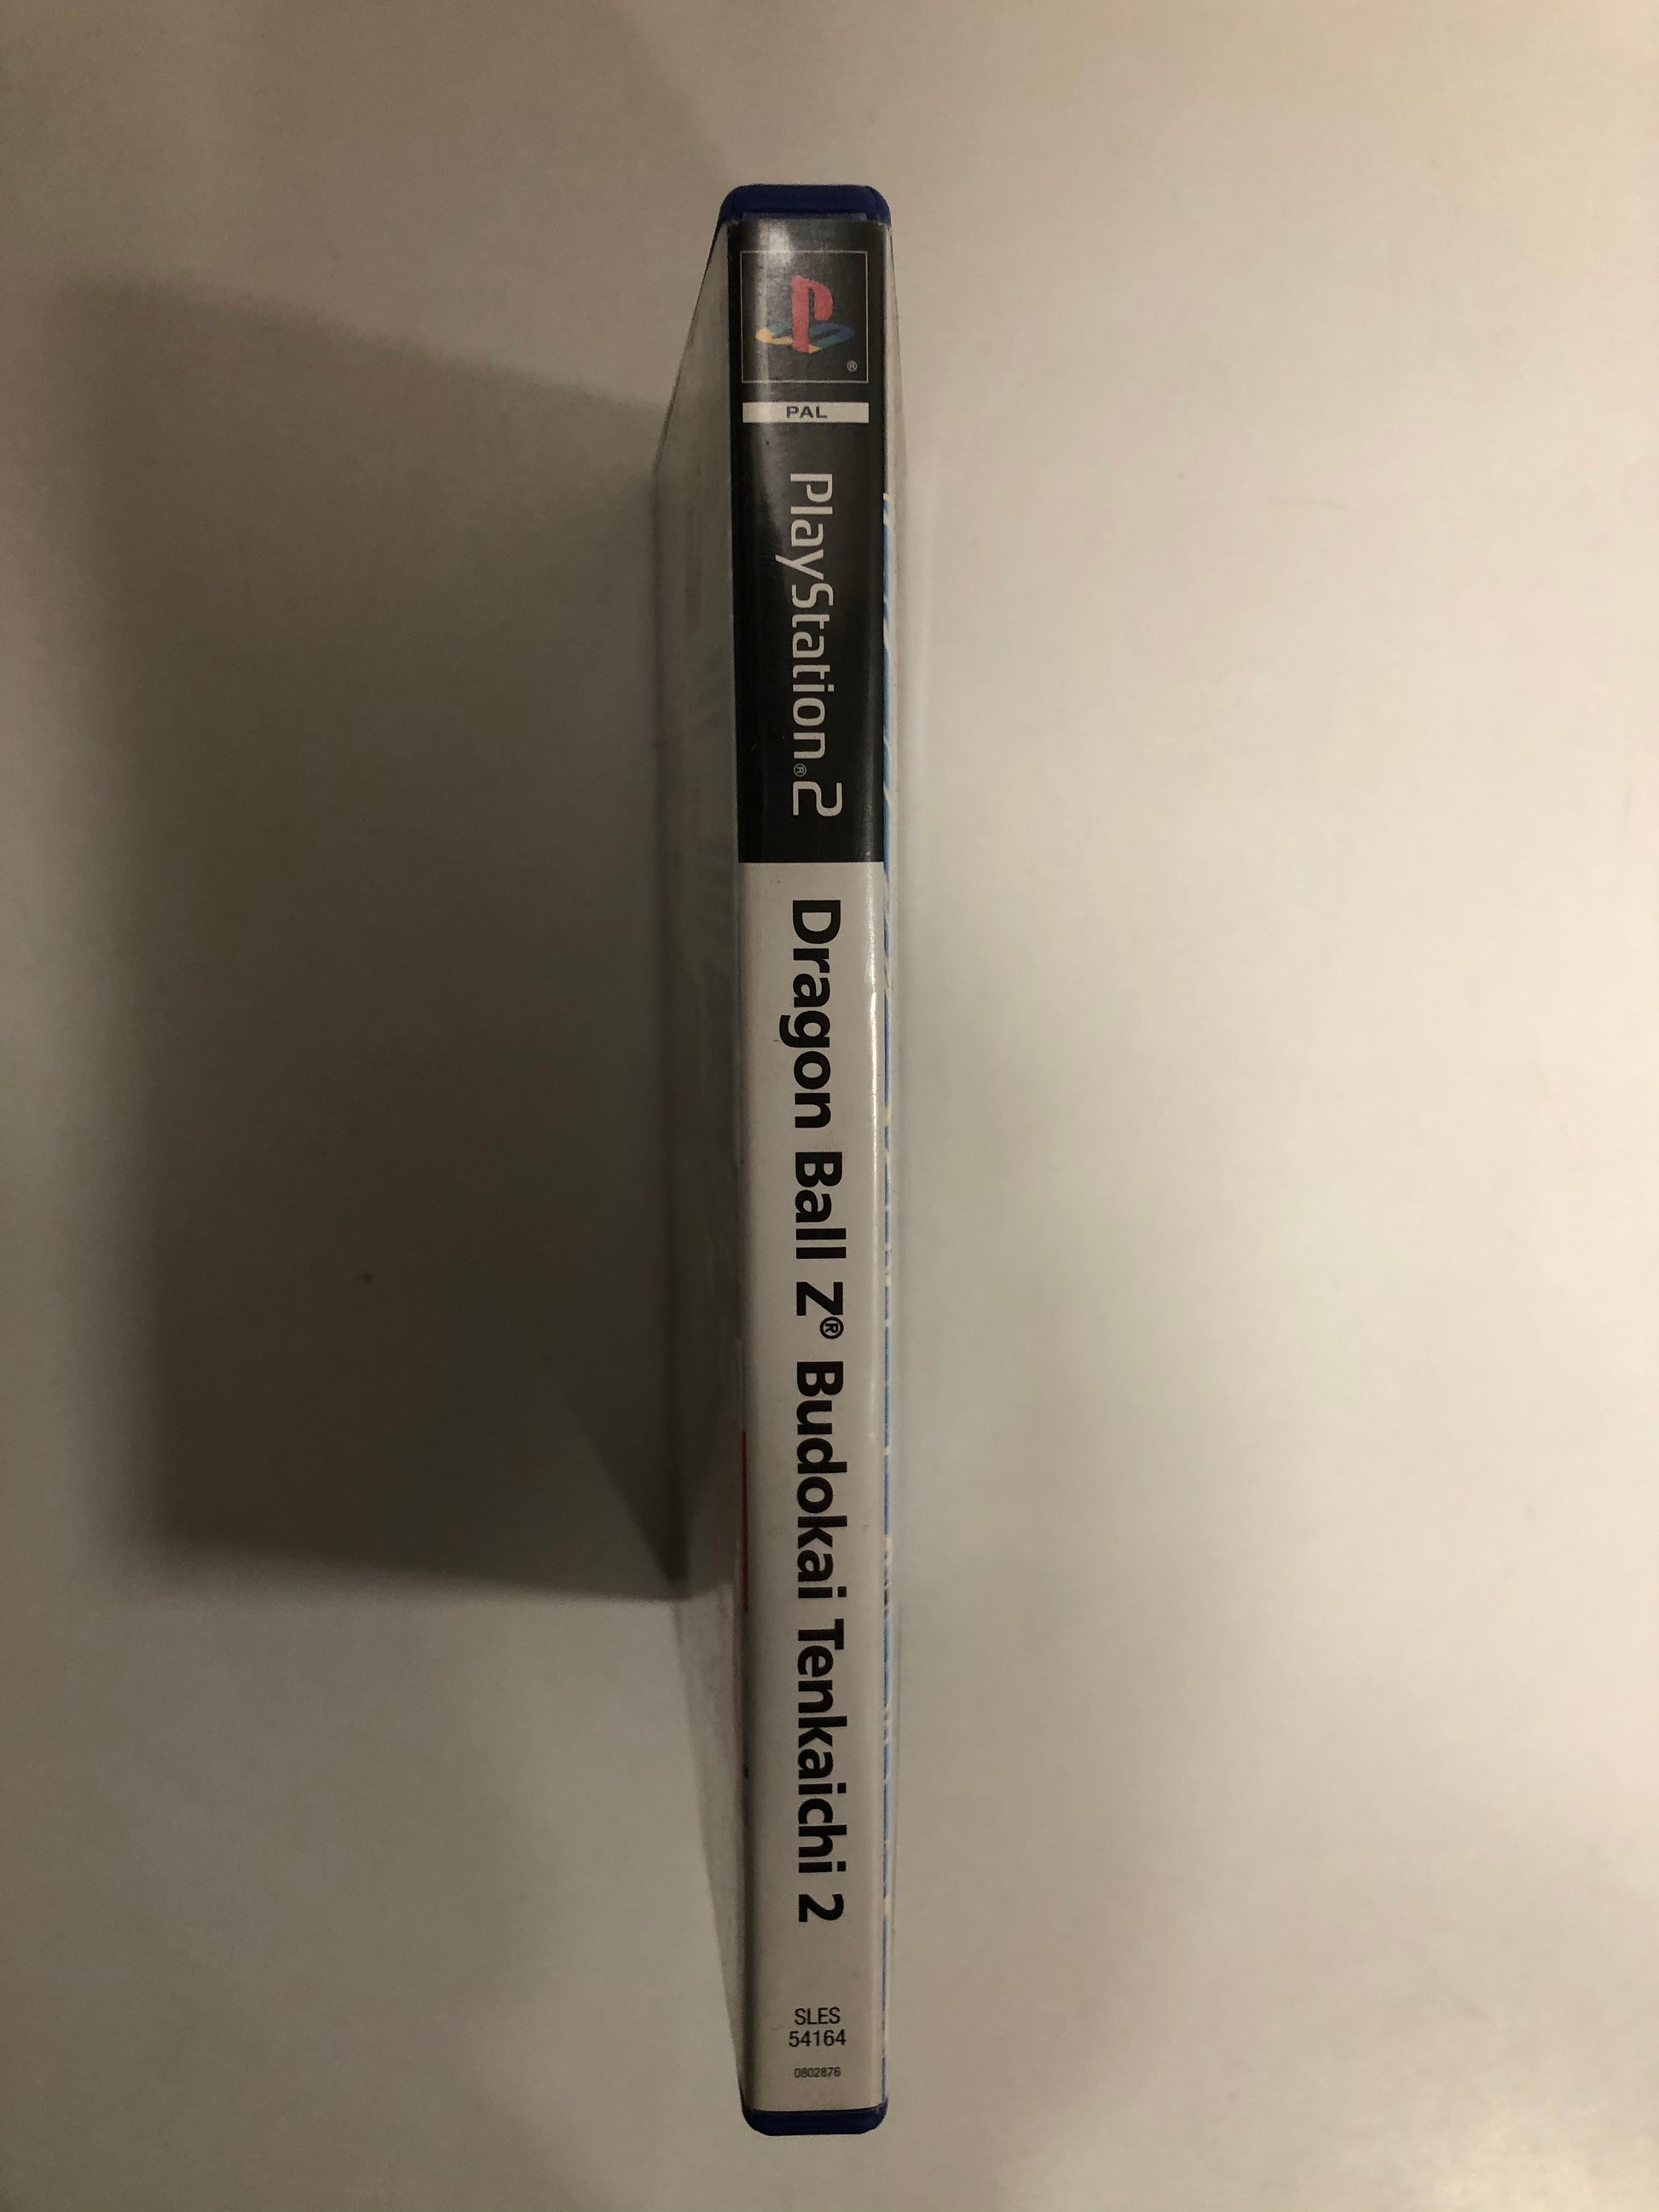 ®
PAL
PlayStation®2
Dragon Ball Z® Budokai Tenkaichi 2
SLES
54164
0802876